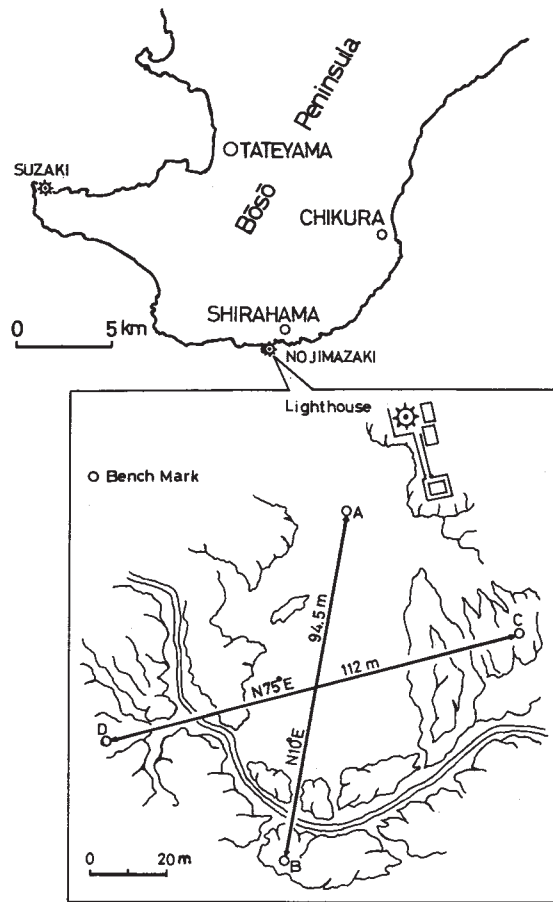 Peninsula
Bōsō
TATEYAMA
SUZAKI
CHIKURA
SHIRAHAMA
0 5 km
NOJIMAZAKI
Lighthouse
Bench Mark
A
94.5 m
C
112 m
N75°E
D
N10°E
B
0 20 m